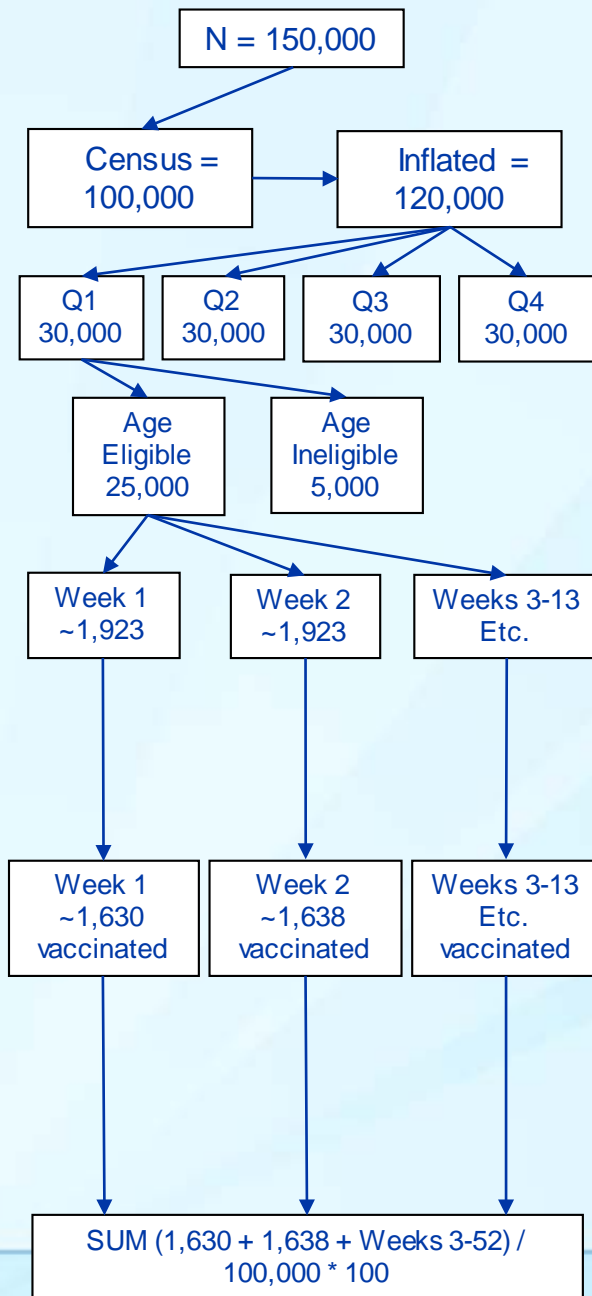 N = 150,000
Census =
100,000
Inflated =
120,000
Q1
30,000
Q2
30,000
Q3
30,000
Q4
30,000
Age
Eligible
25,000
Age
Ineligible
5,000
Week 1
~1,923
Week 2
~1,923
Weeks 3-13
Etc.
Week 1
~1,630
vaccinated
Week 2
~1,638
vaccinated
Weeks 3-13
Etc.
vaccinated
SUM (1,630 + 1,638 + Weeks 3-52) /
100,000 * 100